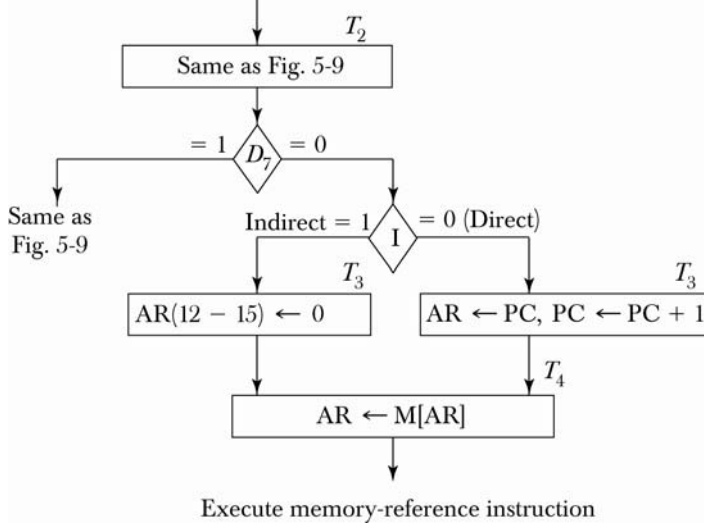 T2
Same as Fig. 5-9
= 1 D7 = 0
Same as
Fig. 5-9
Indirect = 1 I = 0 (Direct)
T3
T3
AR(12 − 15) ← 0
AR ← PC, PC ← PC + 1
T4
AR ← M[AR]
Execute memory-reference instruction